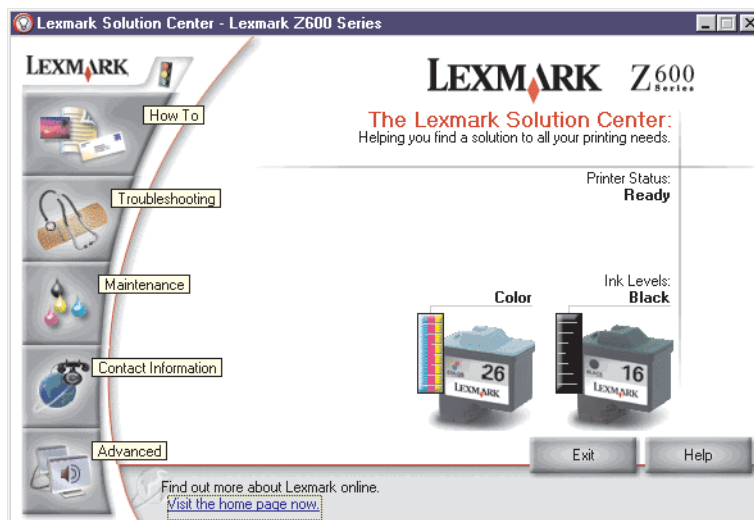 Lexmark Solution Center - Lexmark Z600 Series
LEXMARK
How To
Troubleshooting
Maintenance
Contact Information
Advanced
LEXMARK Z600
Series
The Lexmark Solution Center:
Helping you find a solution to all your printing needs.
Printer Status:
Ready
Ink Levels:
Color
Black
COLOR 26
LEXMARK
BLACK 16
LEXMARK
Exit
Help
Find out more about Lexmark online.
Visit the home page now.